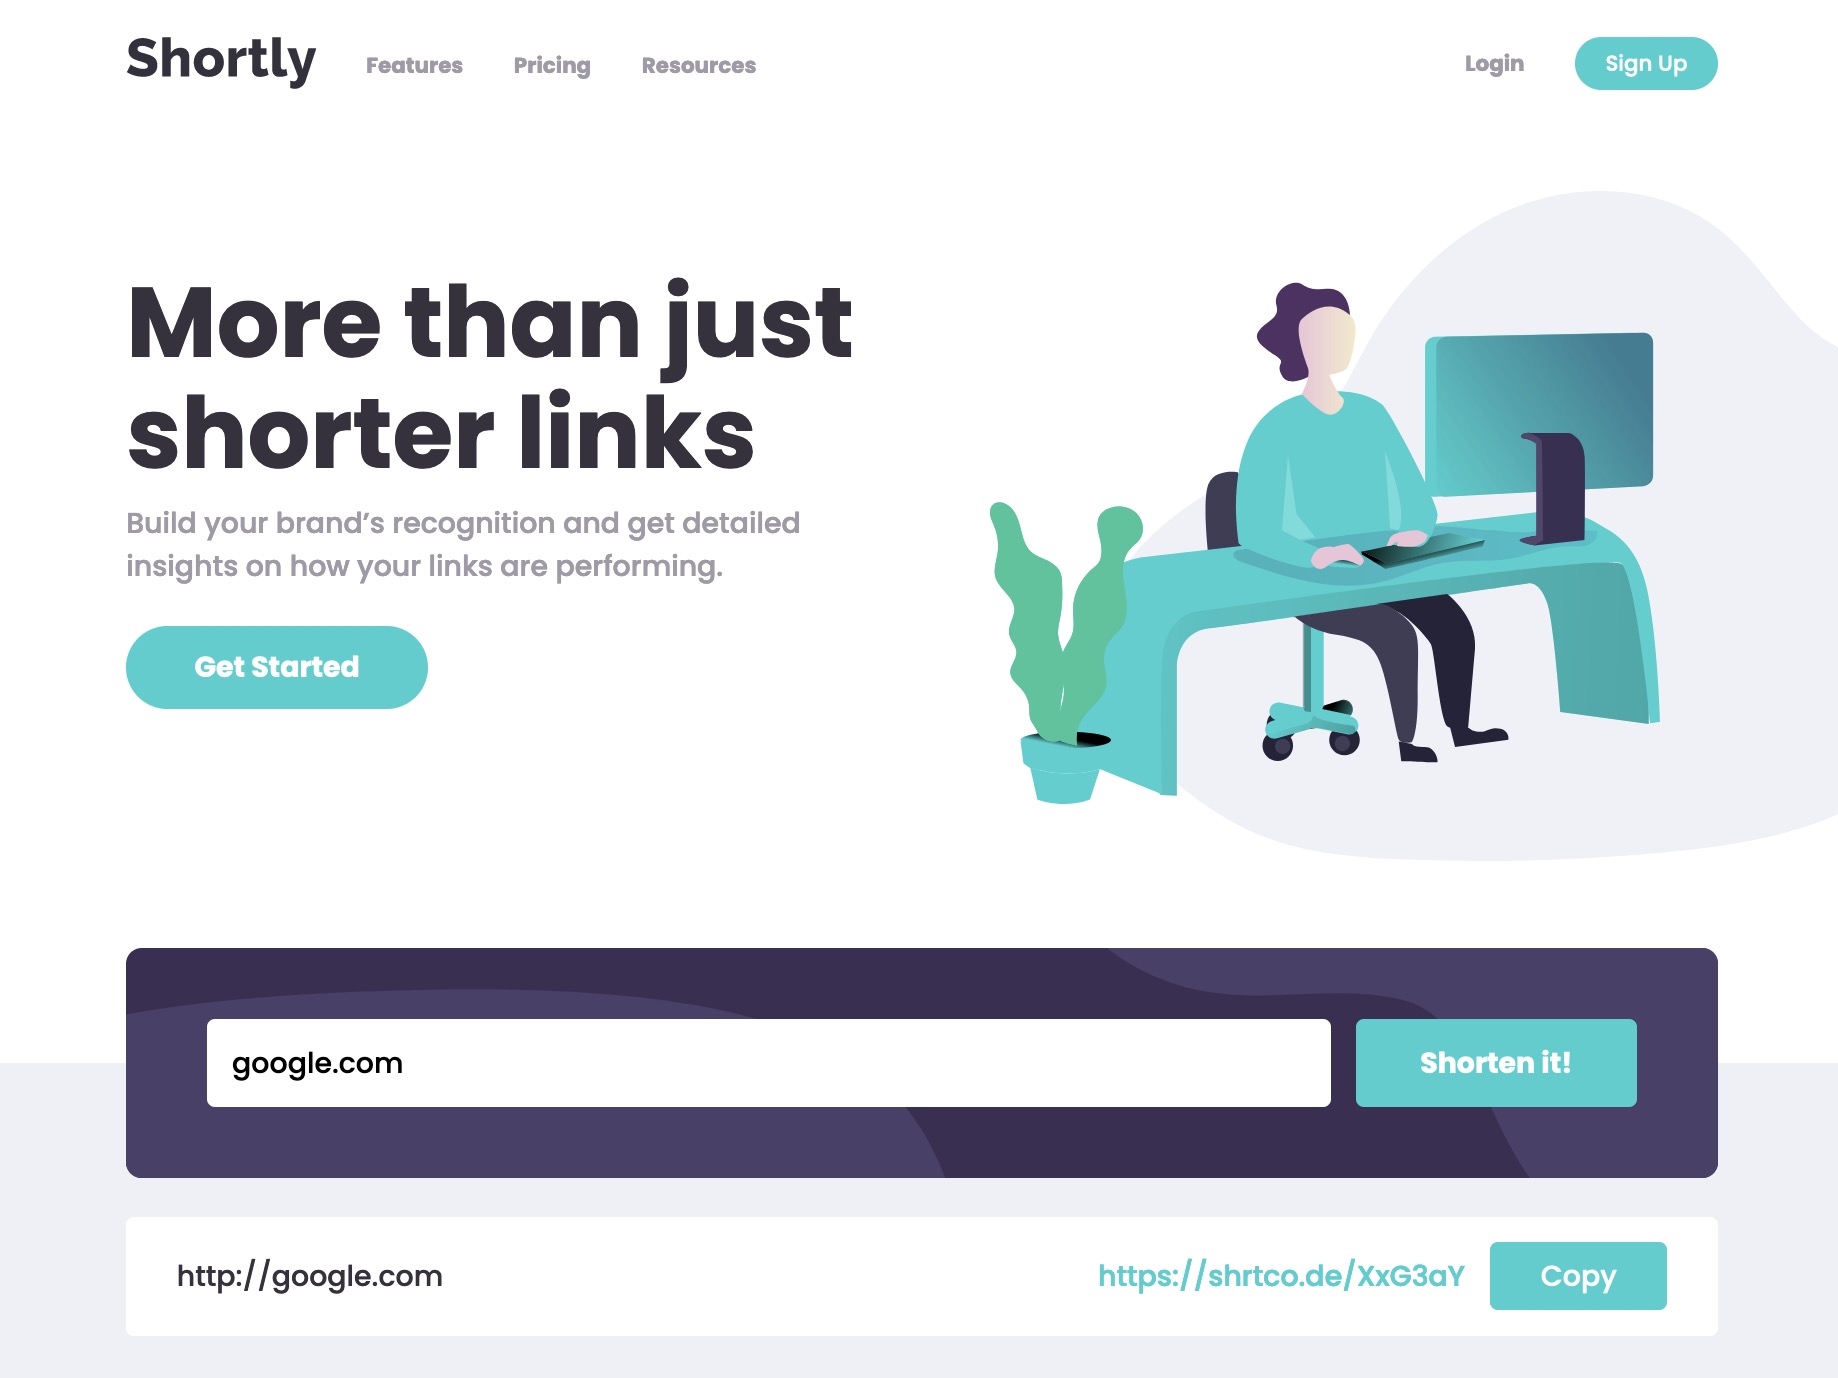 Shortly Features Pricing Resources Login Sign Up
More than just
shorter links
Build your brand’s recognition and get detailed
insights on how your links are performing.
Get Started
google.com Shorten it!
http://google.com https://shrtco.de/XxG3aY Copy